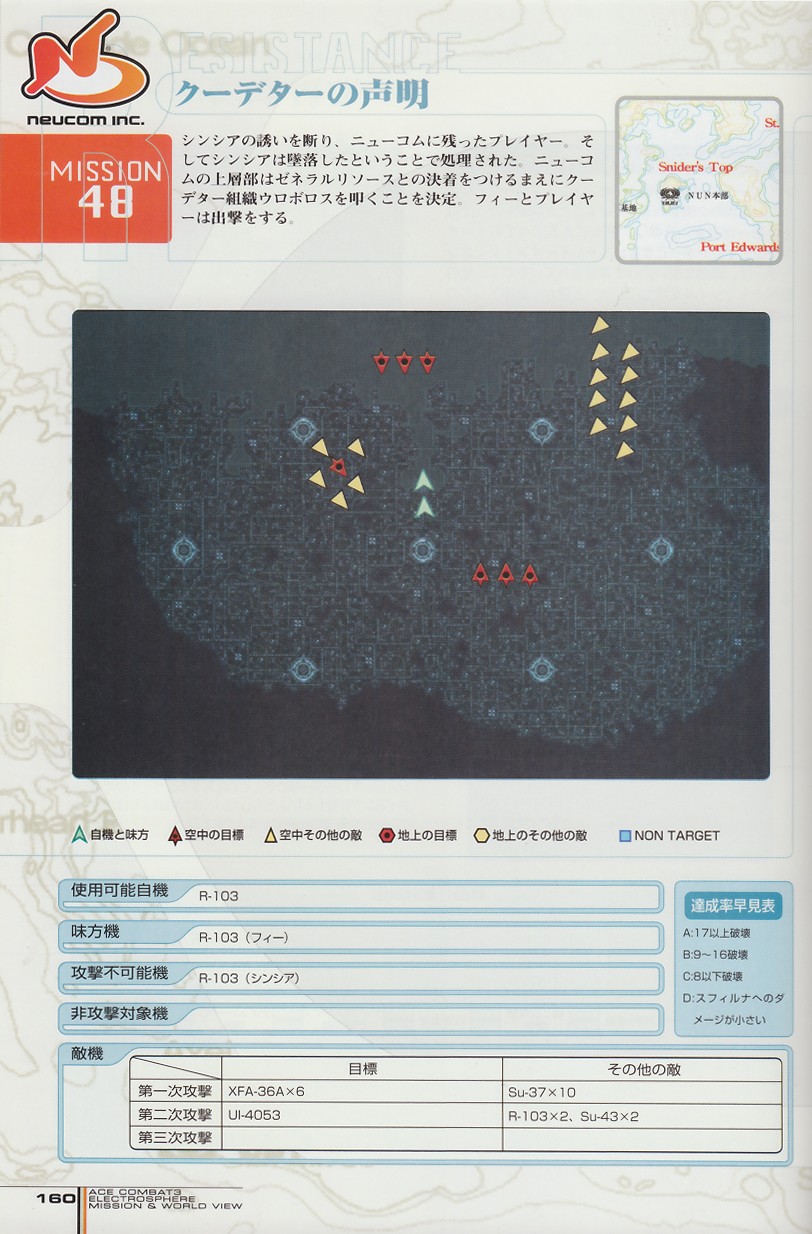 RESISTANCE
neucom inc.
クーデターの声明
MISSION
48
シンシアの誘いを断り、ニューコムに残ったプレイヤー。そ
してシンシアは墜落したということで処理された。ニューコ
ムの上層部はゼネラルリソースとの決着をつけるまえにクー
デター組織ウロボロスを叩くことを決定。フィーとプレイヤ
ーは出撃をする。
St.
Snider's Top
NUN本部
基地
Port Edwards
自機と味方
空中の目標
空中その他の敵
地上の目標
地上のその他の敵
NON TARGET
使用可能自機 R-103
味方機 R-103（フィー）
攻撃不可能機 R-103（シンシア）
非攻撃対象機
達成率早見表
A:17以上破壊
B:9〜16破壊
C:8以下破壊
D:スフィルナへのダ
メージが小さい
敵機
目標 その他の敵
第一次攻撃 XFA-36A×6 Su-37×10
第二次攻撃 UI-4053 R-103×2、Su-43×2
第三次攻撃
160
ACE COMBAT3
ELECTROSPHERE
MISSION & WORLD VIEW